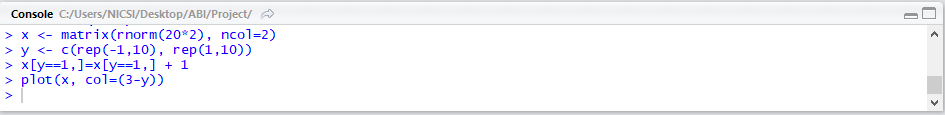 Console C:/Users/NICSI/Desktop/ABI/Project/
> x <- matrix(rnorm(20*2), ncol=2)
> y <- c(rep(-1,10), rep(1,10))
> x[y==1,]=x[y==1,] + 1
> plot(x, col=(3-y))
>